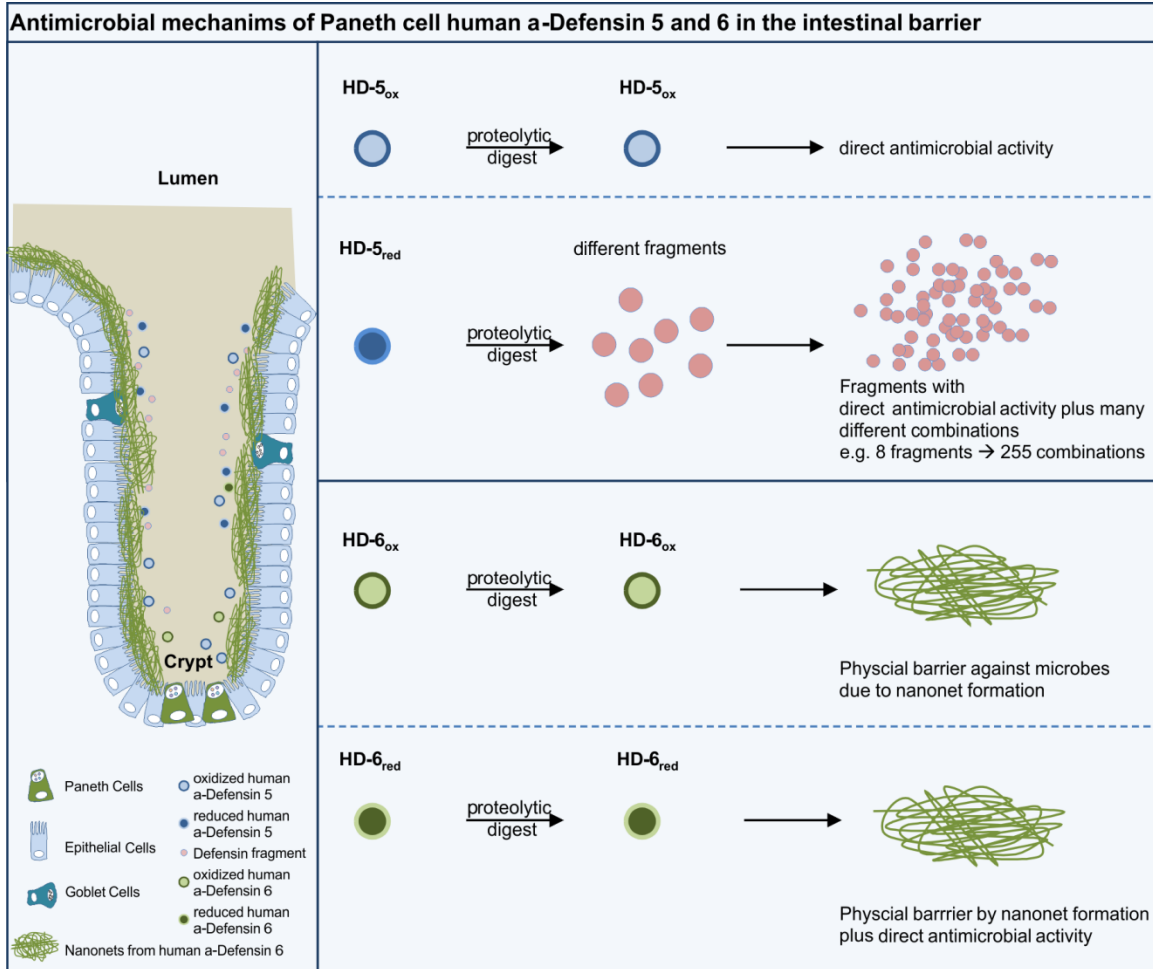 Antimicrobial mechanims of Paneth cell human a-Defensin 5 and 6 in the intestinal barrier
Lumen
Crypt
Paneth Cells
Epithelial Cells
Goblet Cells
Nanonets from human a-Defensin 6
oxidized human
a-Defensin 5
reduced human
a-Defensin 5
Defensin fragment
oxidized human
a-Defensin 6
reduced human
a-Defensin 6
HD-5ox
proteolytic
digest
HD-5ox
direct antimicrobial activity
HD-5red
proteolytic
digest
different fragments
Fragments with
direct antimicrobial activity plus many
different combinations
e.g. 8 fragments → 255 combinations
HD-6ox
proteolytic
digest
HD-6ox
Physcial barrier against microbes
due to nanonet formation
HD-6red
proteolytic
digest
HD-6red
Physcial barrrier by nanonet formation
plus direct antimicrobial activity